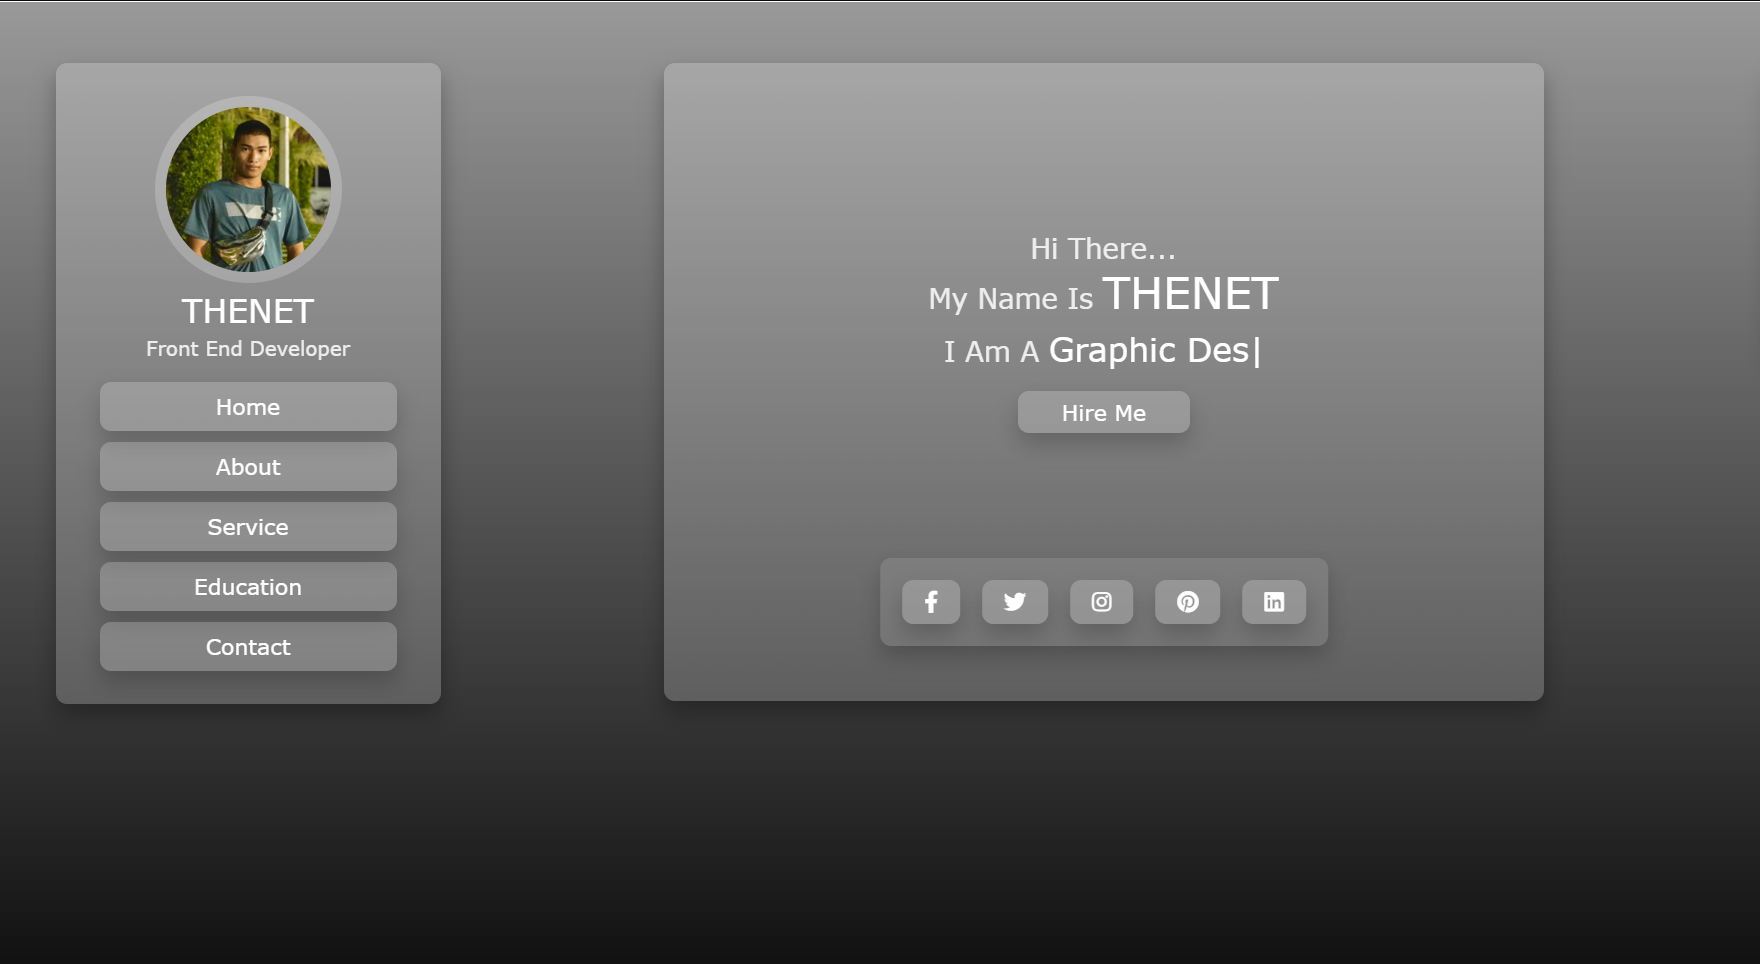 THENET
Front End Developer
Home
About
Service
Education
Contact
Hi There...
My Name Is THENET
I Am A Graphic Des|
Hire Me